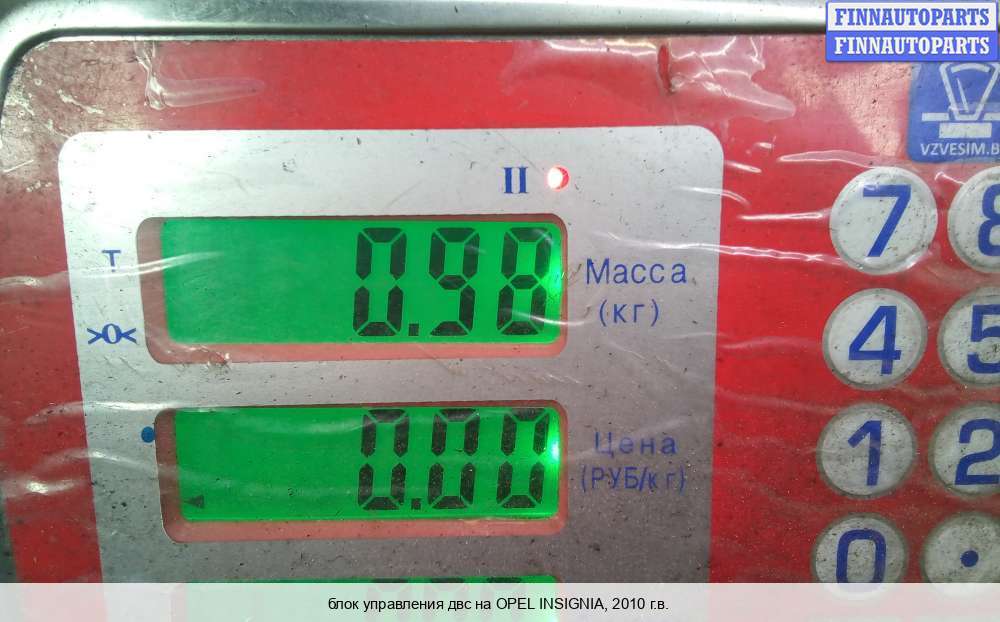 FINNAUTOPARTS
FINNAUTOPARTS
VZVESIM.B
II
7
8
T
0.98
Масса
(кг)
>0<
4
5
0.00
Цена
(РУБ/кг)
1
2
0
.
блок управления двс на OPEL INSIGNIA, 2010 г.в.